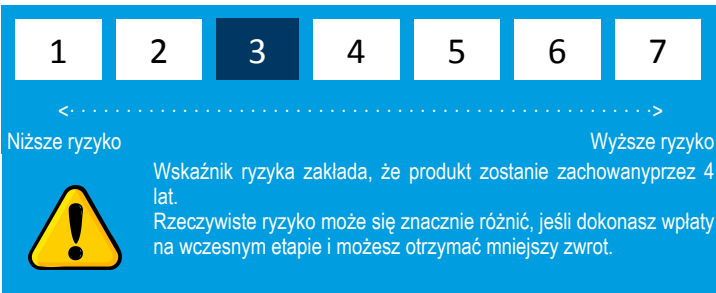 1 2 3 4 5 6 7
Niższe ryzyko Wyższe ryzyko
Wskaźnik ryzyka zakłada, że produkt zostanie zachowanyprzez 4
lat.
Rzeczywiste ryzyko może się znacznie różnić, jeśli dokonasz wpłaty
na wczesnym etapie i możesz otrzymać mniejszy zwrot.